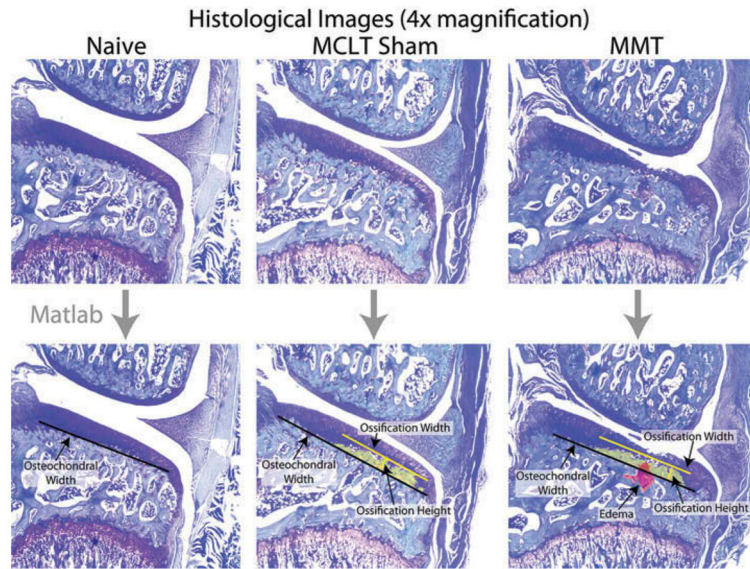 Histological Images (4x magnification)
Naive
MCLT Sham
MMT
Matlab
Osteochondral
Width
Ossification Width
Osteochondral
Width
Ossification Height
Ossification Width
Osteochondral
Width
Edema
Ossification Height